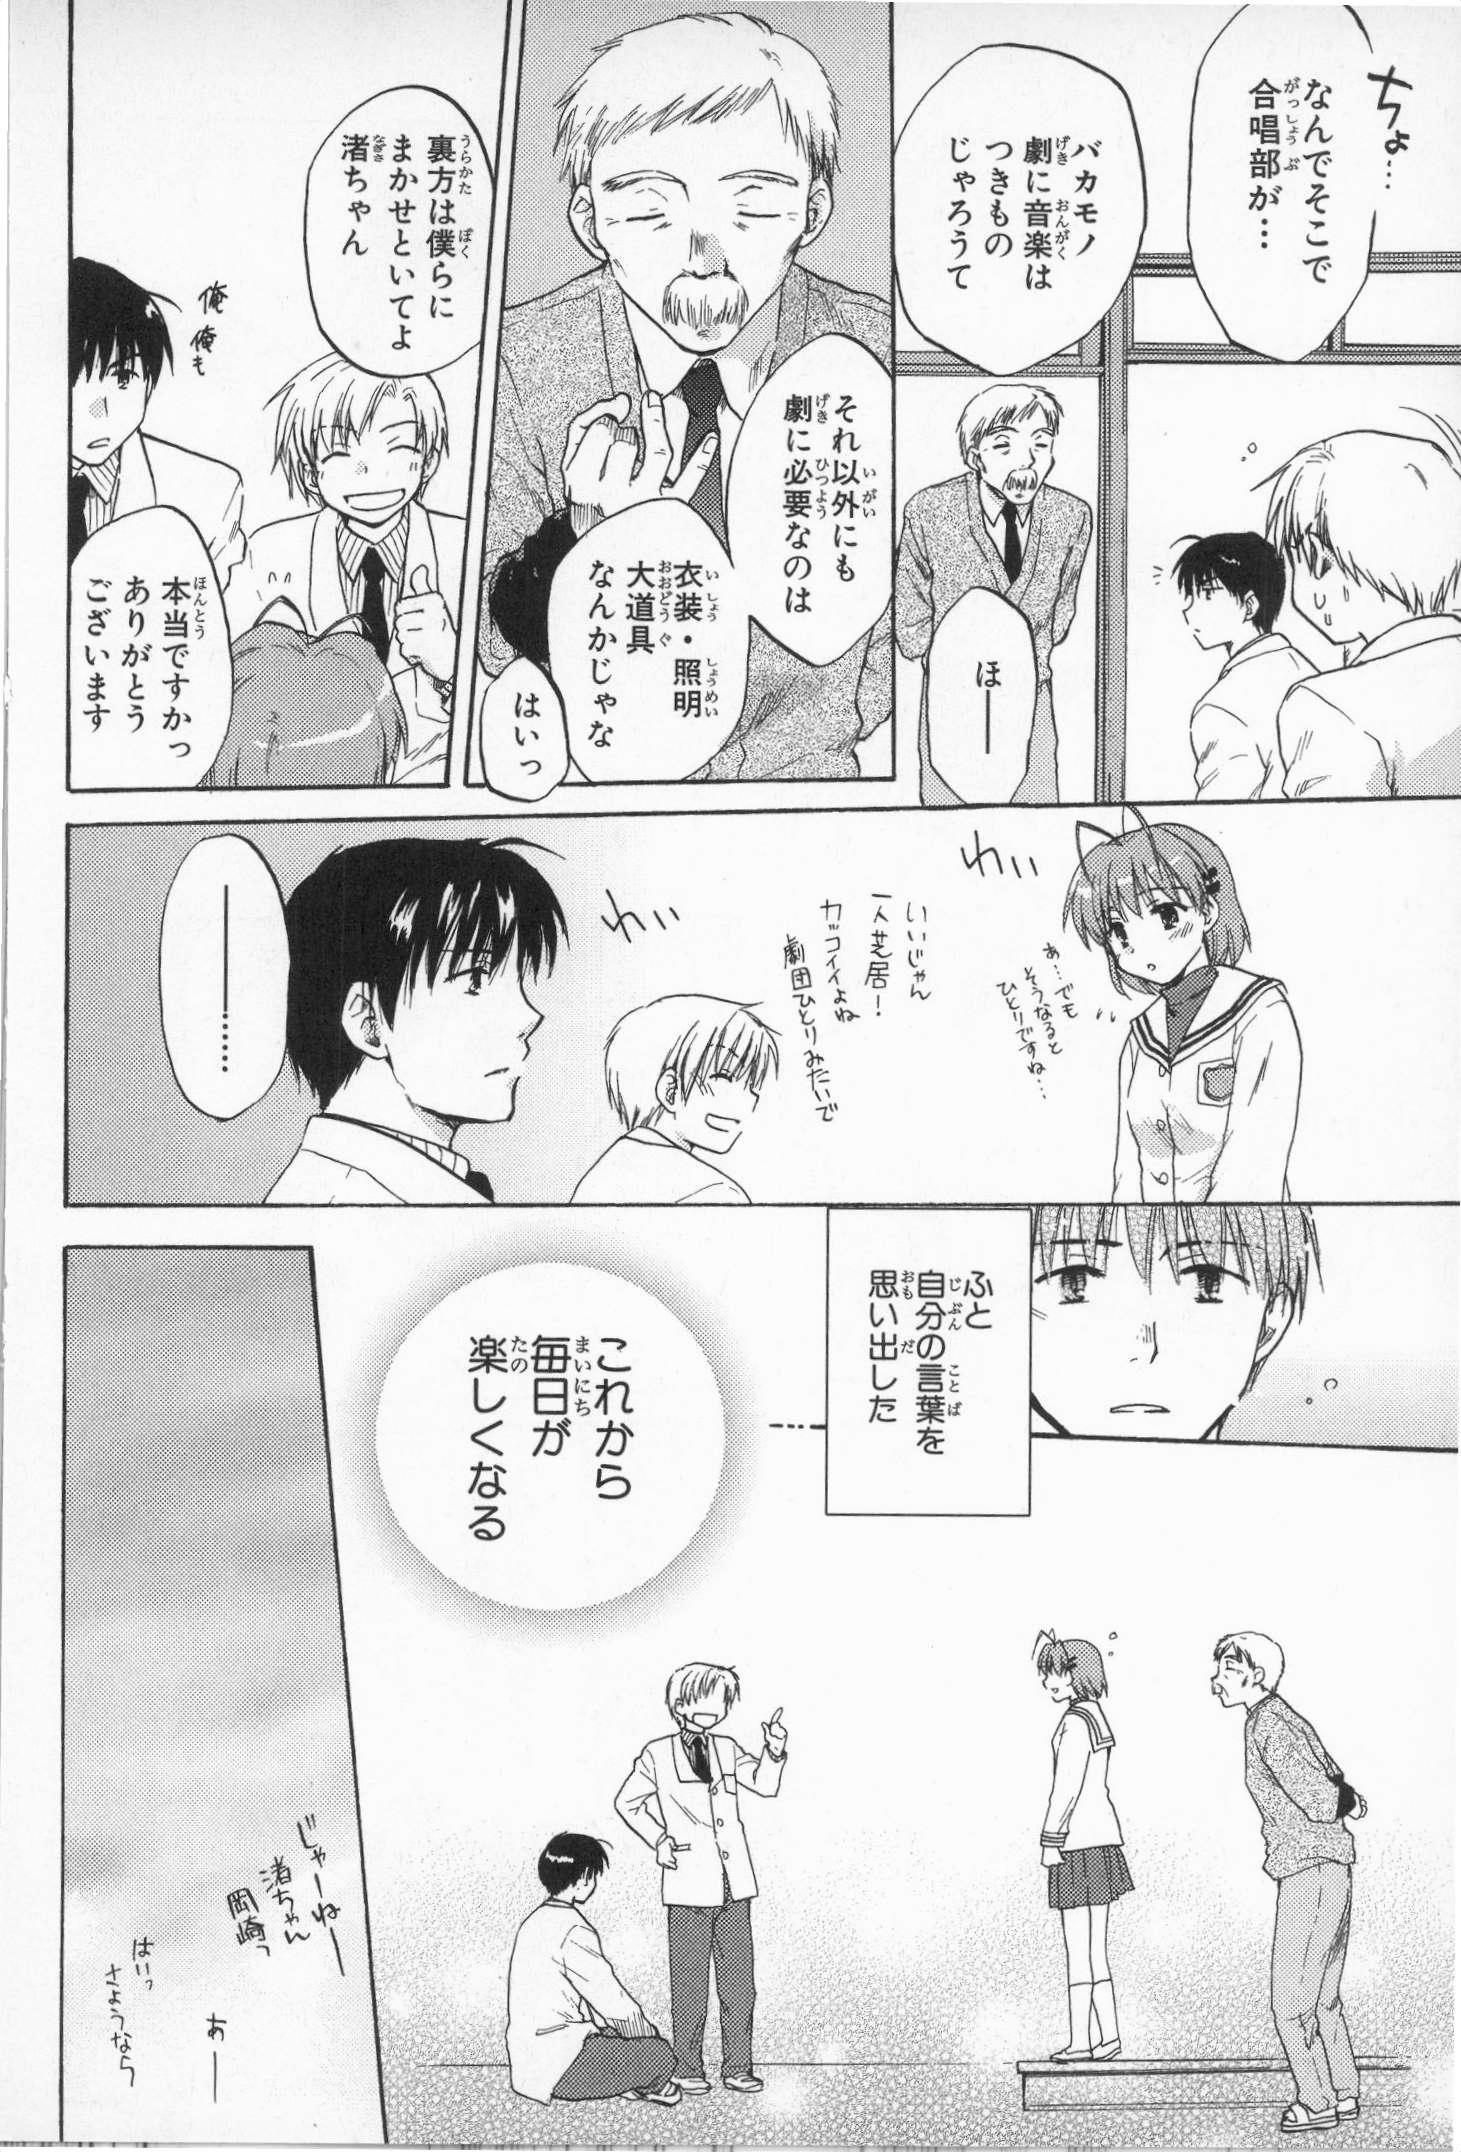 ちょ…
なんでそこで
合唱部が…
バカモノ
劇に音楽は
つきもの
じゃろうて
ほ――
それ以外にも
劇に必要なのは
衣装・照明
大道具
なんかじゃな
はいっ
裏方は僕らに
まかせといてよ
渚ちゃん
俺
俺も
本当ですかっ
ありがとう
ございます
わい
あ…でも
そうなると
ひとりですね…
いいじゃん
一人芝居!
カッコイイよね
劇団ひとりみたいで
わい
――………
ふと
自分の言葉を
思い出した
これから
毎日が
楽しくなる
じゃーねー
渚ちゃん
岡崎っ
はいっ
さようなら
あー